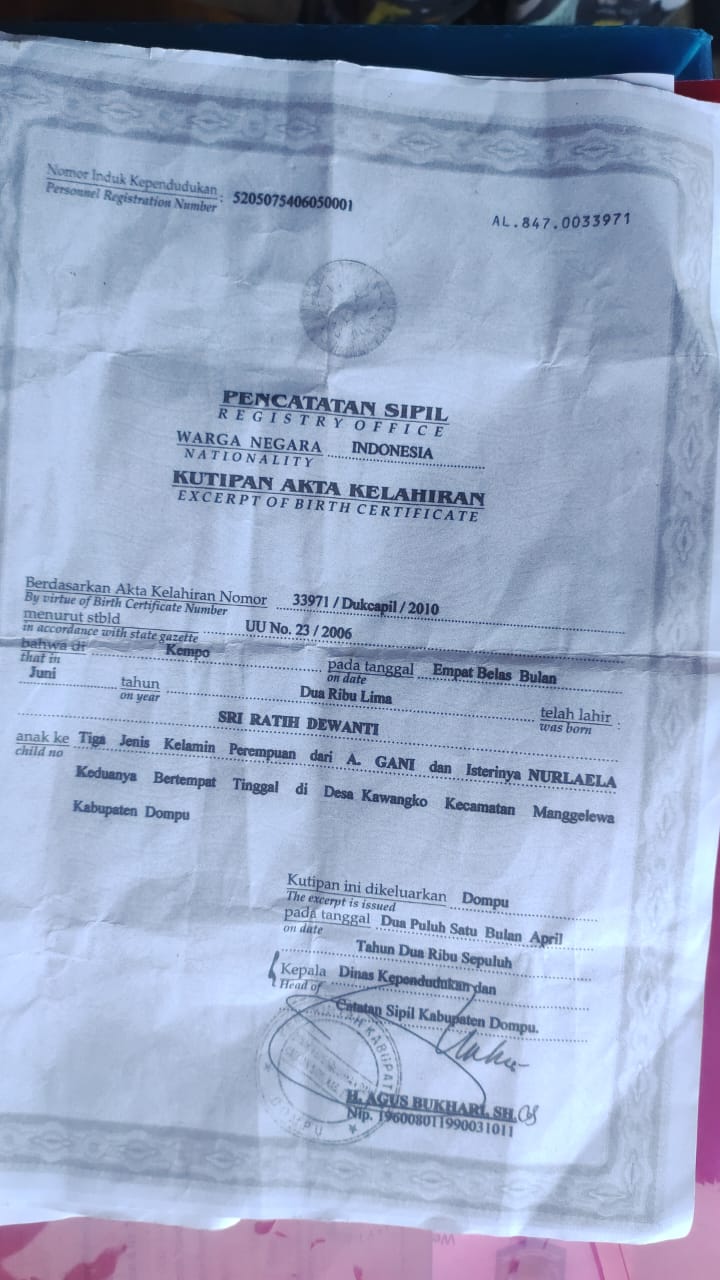 Nomor Induk Kependudukan : 5205075406050001
Personnel Registration Number
AL.847.0033971
PENCATATAN SIPIL
REGISTRY OFFICE
WARGA NEGARA INDONESIA
NATIONALITY
KUTIPAN AKTA KELAHIRAN
EXCERPT OF BIRTH CERTIFICATE
Berdasarkan Akta Kelahiran Nomor 33971 / Dukcapil / 2010
By virtue of Birth Certificate Number
menurut stbld UU No. 23 / 2006
in accordance with state gazette
bahwa di Kempo pada tanggal Empat Belas Bulan
that in on date
Juni tahun Dua Ribu Lima telah lahir :
on year was born
SRI RATIH DEWANTI
anak ke Tiga Jenis Kelamin Perempuan dari A. GANI dan Isterinya NURLAELA
child no
Keduanya Bertempat Tinggal di Desa Kawangko Kecamatan Manggelewa
Kabupaten Dompu
Kutipan ini dikeluarkan Dompu
The excerpt is issued
pada tanggal Dua Puluh Satu Bulan April
on date
Tahun Dua Ribu Sepuluh
Kepala Dinas Kependudukan dan
Head of
Catatan Sipil Kabupaten Dompu.
H. AGUS BUKHARI, SH.
Nip. 196008011990031011
DOMPU